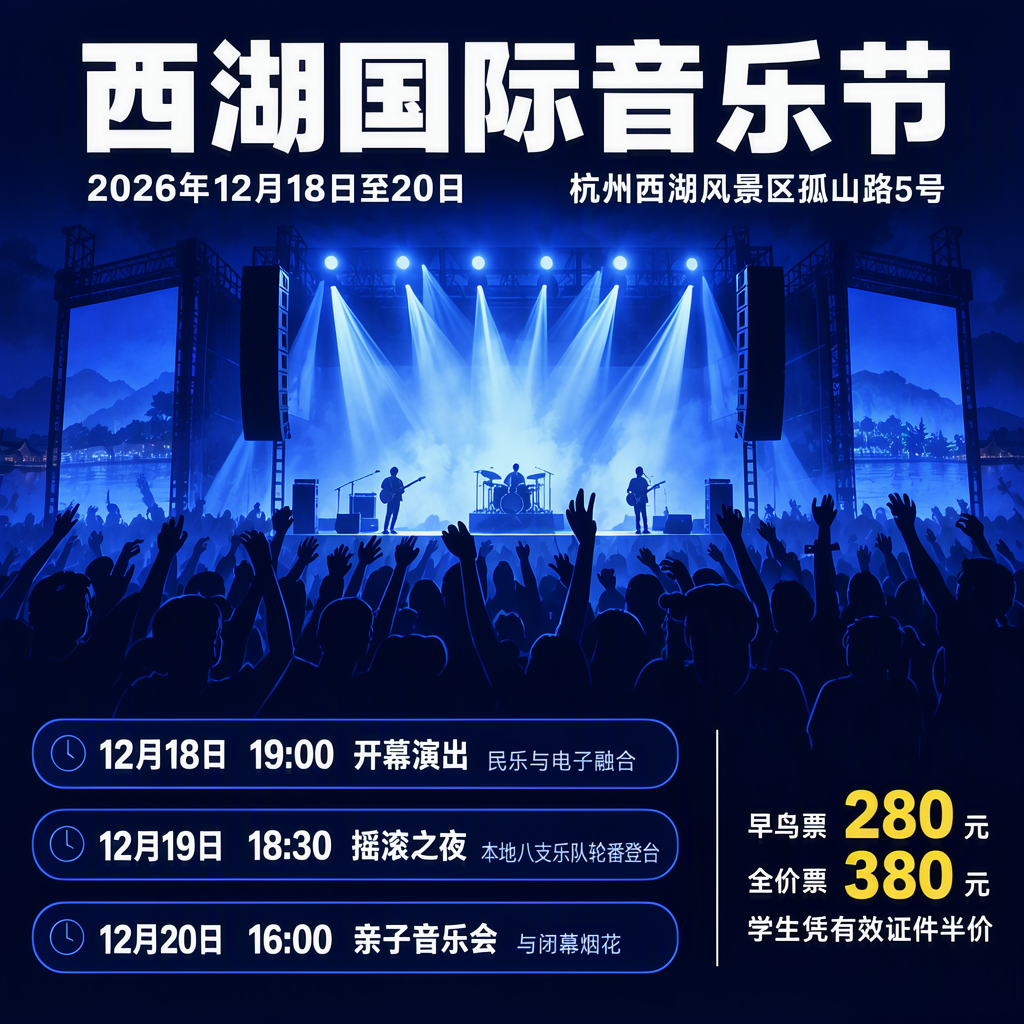 西湖国际音乐节
2026年12月18日至20日
杭州西湖风景区孤山路5号
12月18日 19:00 开幕演出 民乐与电子融合
12月19日 18:30 摇滚之夜 本地八支乐队轮番登台
12月20日 16:00 亲子音乐会 与闭幕烟花
早鸟票 280 元
全价票 380 元
学生凭有效证件半价